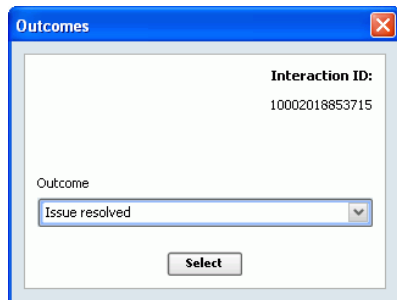 Outcomes
Interaction ID:
10002018853715
Outcome
Issue resolved
Select